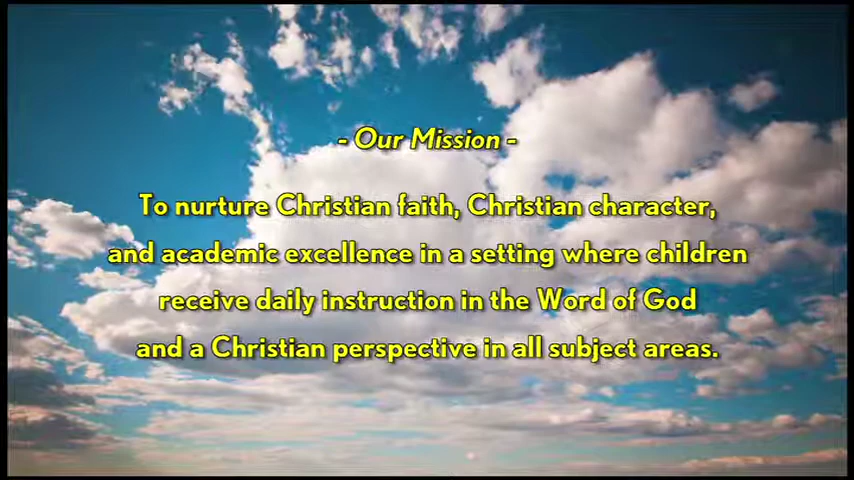 - Our Mission -
To nurture Christian faith, Christian character,
and academic excellence in a setting where children
receive daily instruction in the Word of God
and a Christian perspective in all subject areas.